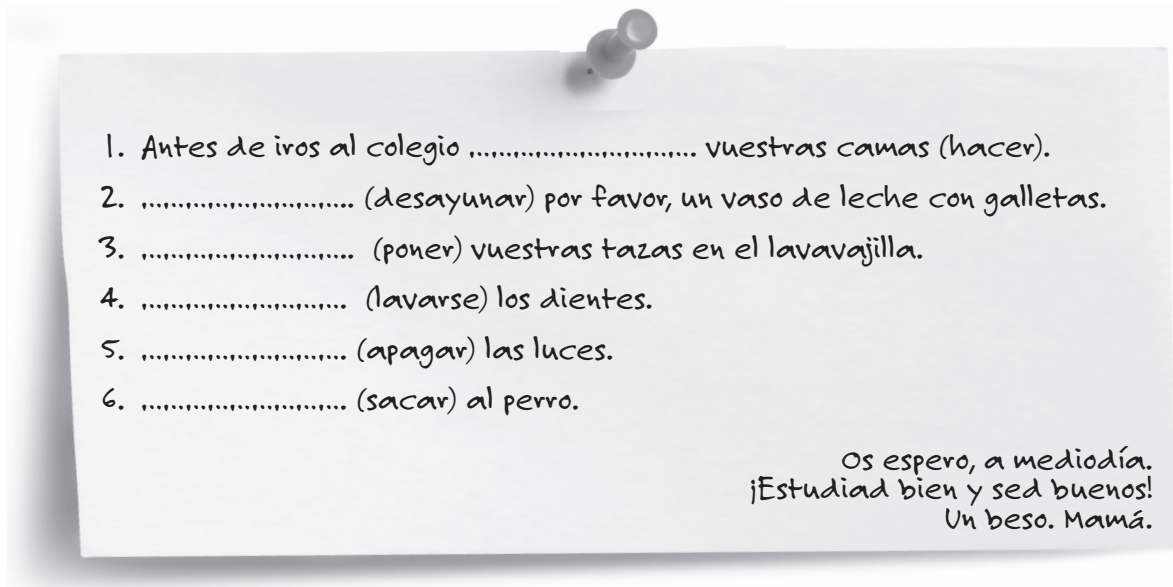 1. Antes de iros al colegio .............................. vuestras camas (hacer).
2. ............................ (desayunar) por favor, un vaso de leche con galletas.
3. ............................ (poner) vuestras tazas en el lavavajilla.
4. ........................... (lavarse) los dientes.
5. ........................... (apagar) las luces.
6. ........................... (sacar) al perro.
Os espero, a mediodía.
¡Estudiad bien y sed buenos!
Un beso. Mamá.